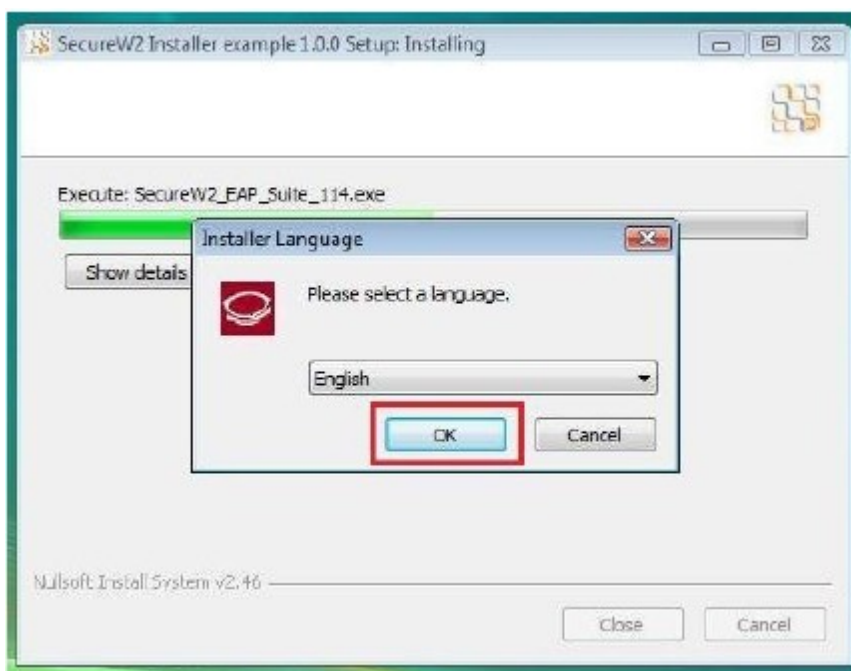 SecureW2 Installer example 1.0.0 Setup: Installing
Execute: SecureW2_EAP_Suite_114.exe
Installer Language
Show details
Please select a language.
English
OK
Cancel
Nullsoft Install System v2.46
Close
Cancel